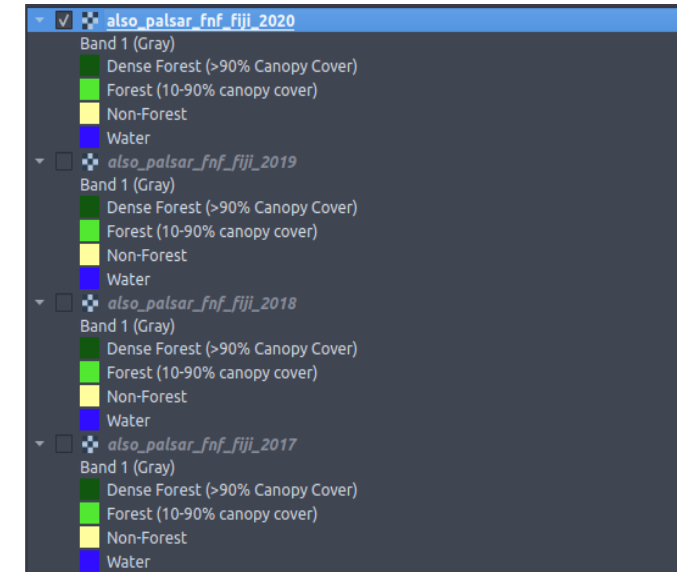 also_palsar_fnf_fiji_2020
Band 1 (Gray)
Dense Forest (>90% Canopy Cover)
Forest (10-90% canopy cover)
Non-Forest
Water
also_palsar_fnf_fiji_2019
Band 1 (Gray)
Dense Forest (>90% Canopy Cover)
Forest (10-90% canopy cover)
Non-Forest
Water
also_palsar_fnf_fiji_2018
Band 1 (Gray)
Dense Forest (>90% Canopy Cover)
Forest (10-90% canopy cover)
Non-Forest
Water
also_palsar_fnf_fiji_2017
Band 1 (Gray)
Dense Forest (>90% Canopy Cover)
Forest (10-90% canopy cover)
Non-Forest
Water